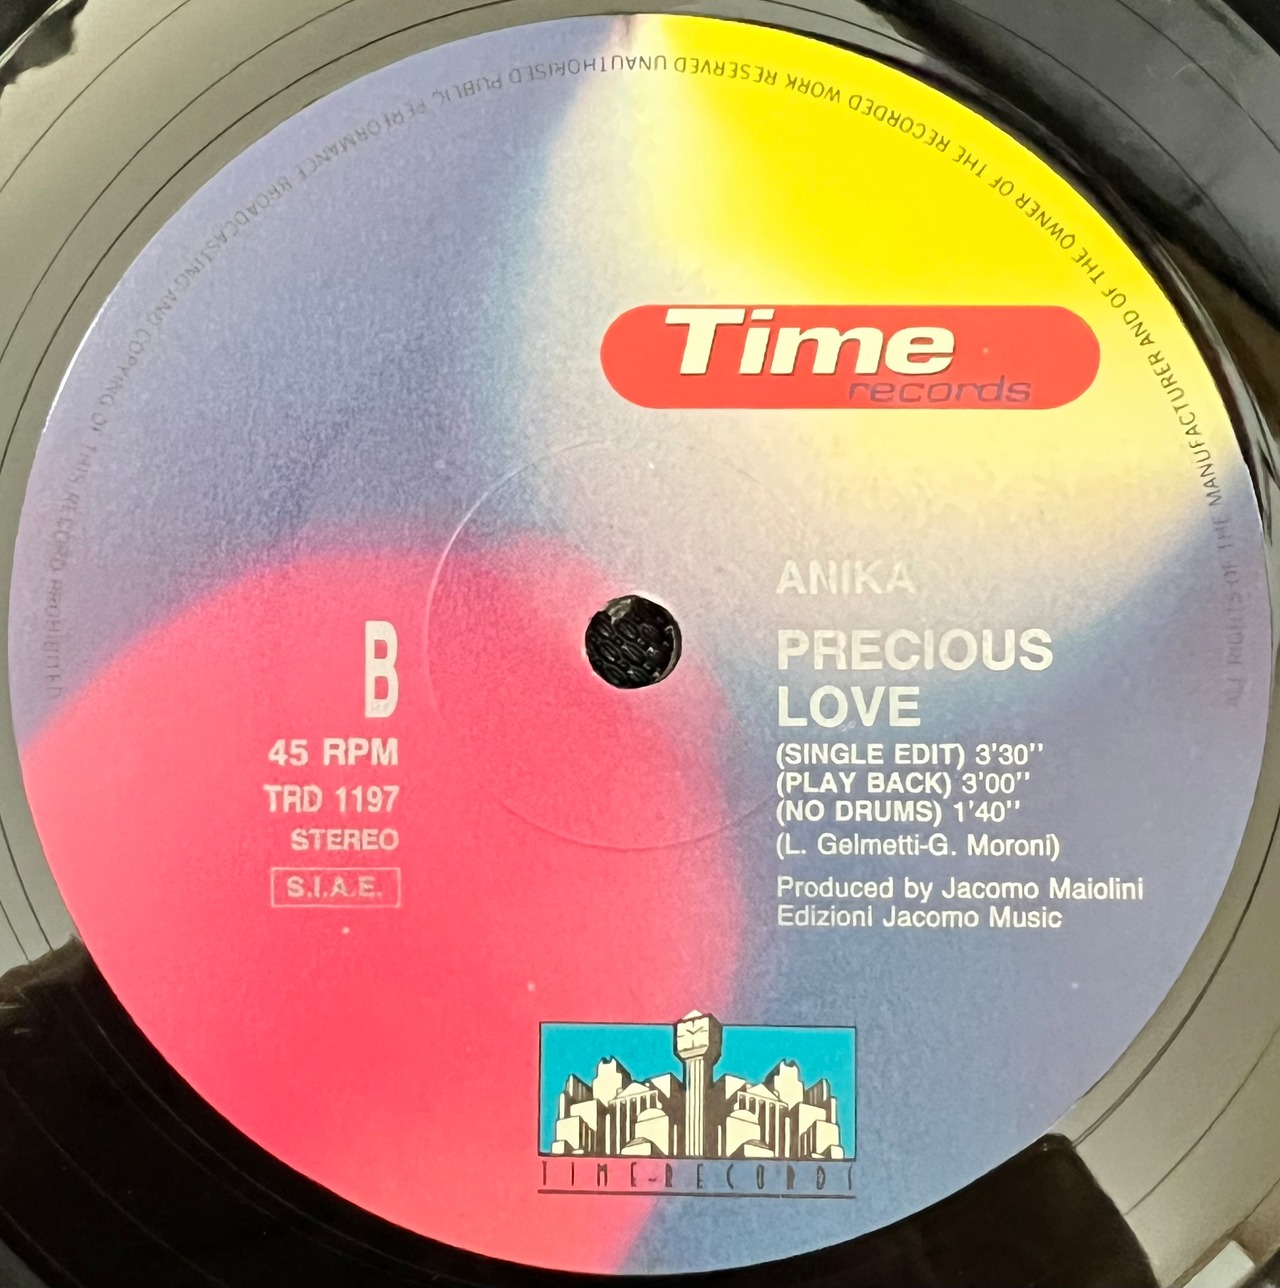 ALL RIGHTS OF THE MANUFACTURER AND OF THE OWNER OF THE RECORDED WORK RESERVED UNAUTHORISED PUBLIC PERFORMANCE BROADCASTING AND COPYING OF THIS RECORD PROHIBITED
Time
records
ANIKA
PRECIOUS
LOVE
(SINGLE EDIT) 3'30''
(PLAY BACK) 3'00''
(NO DRUMS) 1'40''
(L. Gelmetti-G. Moroni)
Produced by Jacomo Maiolini
Edizioni Jacomo Music
B
45 RPM
TRD 1197
STEREO
S.I.A.E.
TIME-RECORDS